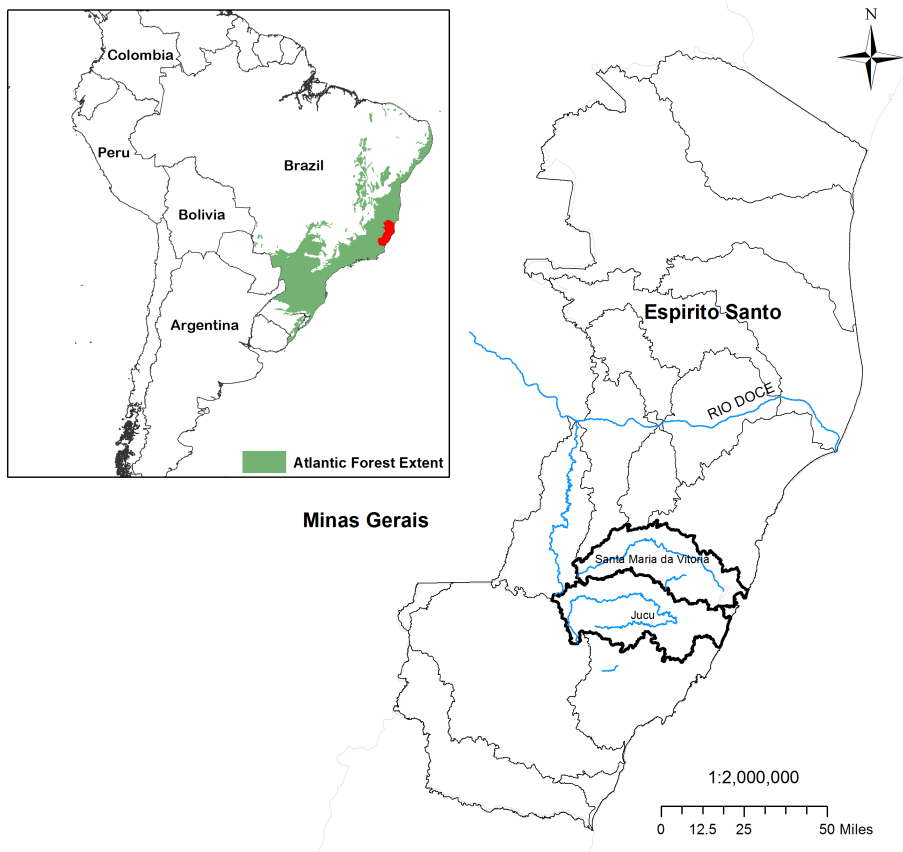 Colombia
Peru
Brazil
Bolivia
Argentina
Atlantic Forest Extent
N
Espirito Santo
RIO DOCE
Minas Gerais
Santa Maria da Vitoria
Jucu
1:2,000,000
0 12.5 25 50 Miles